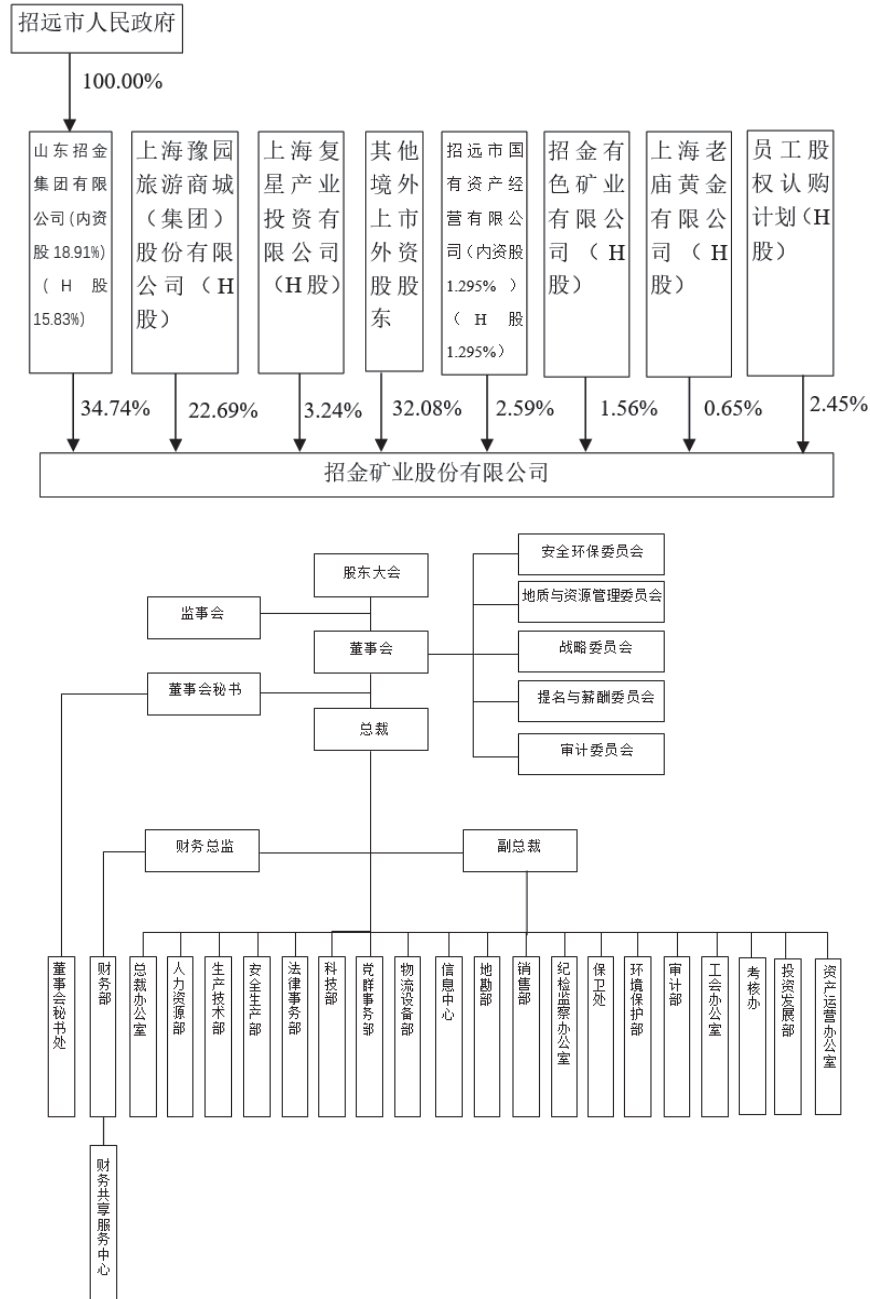 招远市人民政府
100.00%
山东招金
集团有限
公司(内资
股18.91%)
(H股
15.83%)
上海豫园
旅游商城
（集团）
股份有限
公司（H
股）
上海复
星产业
投资有
限公司
（H股）
其他
境外
上市
外资
股股
东
招远市国
有资产经
营有限公
司（内资股
1.295%）
（H股
1.295%）
招金有
色矿业
有限公
司（H
股）
上海老
庙黄金
有限公
司（H
股）
员工股
权认购
计划（H
股）
34.74%
22.69%
3.24%
32.08%
2.59%
1.56%
0.65%
2.45%
招金矿业股份有限公司
股东大会
监事会
董事会
董事会秘书
总裁
安全环保委员会
地质与资源管理委员会
战略委员会
提名与薪酬委员会
审计委员会
财务总监
副总裁
董事会秘书处
财务部
总裁办公室
人力资源部
生产技术部
安全生产部
法律事务部
科技部
党群事务部
物流设备部
信息中心
地勘部
销售部
纪检监察办公室
保卫处
环境保护部
审计部
工会办公室
考核办
投资发展部
资产运营办公室
财务共享服务中心